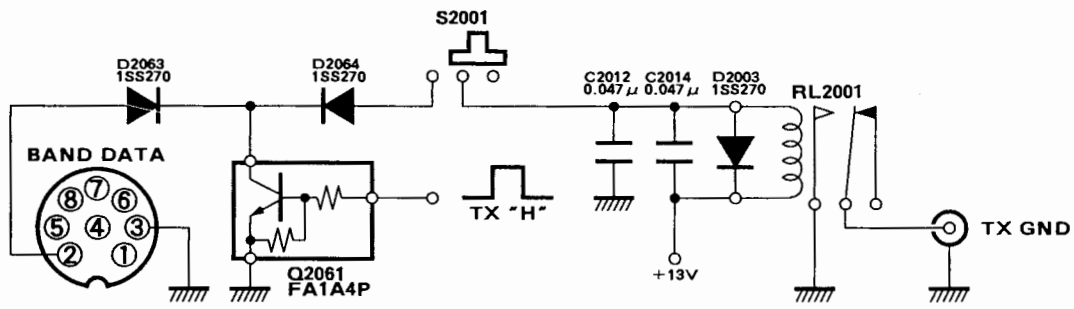 S2001
D2063
1SS270
D2064
1SS270
C2012
0.047μ
C2014
0.047μ
D2003
1SS270
RL2001
BAND DATA
7
8
6
5
4
3
2
1
TX "H"
Q2061
FA1A4P
+13V
TX GND